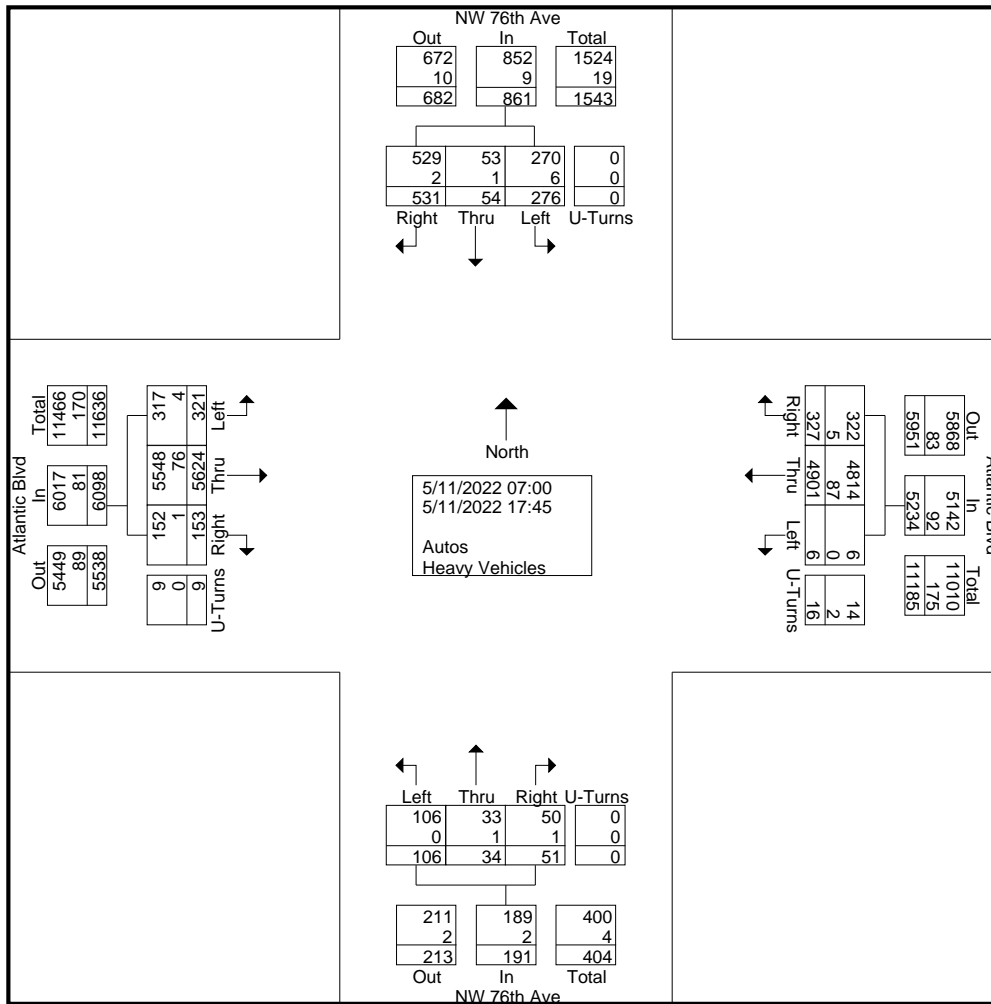 NW 76th Ave
Out In Total
672 852 1524
10 9 19
682 861 1543
529 53 270 0
2 1 6 0
531 54 276 0
Right Thru Left U-Turns
Atlantic Blvd
Out In Total
5449 6017 11466
89 81 170
5538 6098 11636
Left Thru Right U-Turns
317 5548 152 9
4 76 1 0
321 5624 153 9
North
5/11/2022 07:00
5/11/2022 17:45
Autos
Heavy Vehicles
Right Thru Left U-Turns
322 4814 6 14
5 87 0 2
327 4901 6 16
Out In Total
5868 5142 11010
83 92 175
5951 5234 11185
Atlantic Blvd
Left Thru Right U-Turns
106 33 50 0
0 1 1 0
106 34 51 0
211 189 400
2 2 4
213 191 404
Out In Total
NW 76th Ave